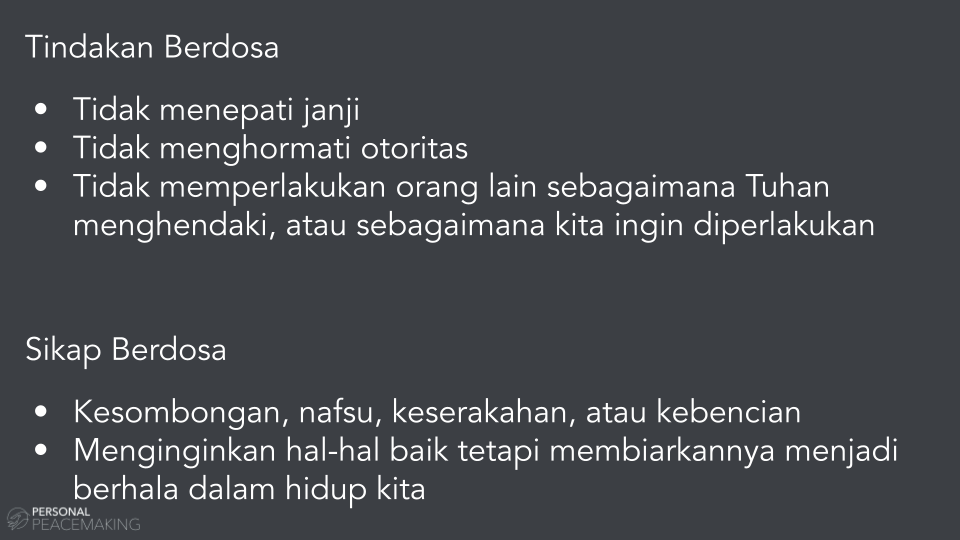 Tindakan Berdosa
• Tidak menepati janji
• Tidak menghormati otoritas
• Tidak memperlakukan orang lain sebagaimana Tuhan
menghendaki, atau sebagaimana kita ingin diperlakukan
Sikap Berdosa
• Kesombongan, nafsu, keserakahan, atau kebencian
• Menginginkan hal-hal baik tetapi membiarkannya menjadi
berhala dalam hidup kita
PERSONAL
PEACEMAKING